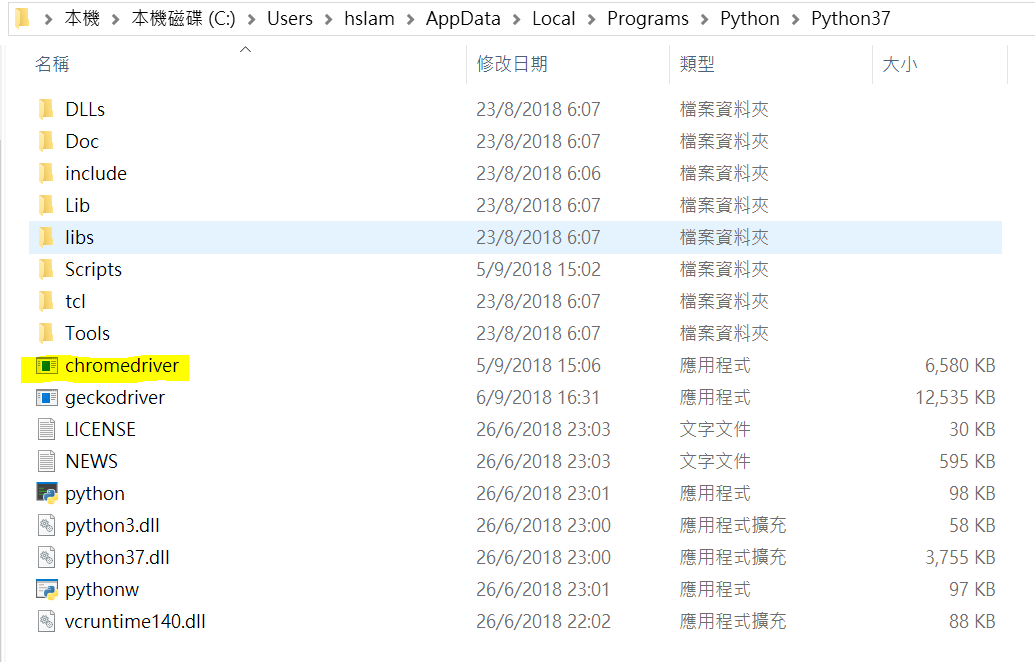 本機 > 本機磁碟 (C:) > Users > hslam > AppData > Local > Programs > Python > Python37
名稱 修改日期 類型 大小
DLLs 23/8/2018 6:07 檔案資料夾
Doc 23/8/2018 6:07 檔案資料夾
include 23/8/2018 6:06 檔案資料夾
Lib 23/8/2018 6:07 檔案資料夾
libs 23/8/2018 6:07 檔案資料夾
Scripts 5/9/2018 15:02 檔案資料夾
tcl 23/8/2018 6:07 檔案資料夾
Tools 23/8/2018 6:07 檔案資料夾
chromedriver 5/9/2018 15:06 應用程式 6,580 KB
geckodriver 6/9/2018 16:31 應用程式 12,535 KB
LICENSE 26/6/2018 23:03 文字文件 30 KB
NEWS 26/6/2018 23:03 文字文件 595 KB
python 26/6/2018 23:01 應用程式 98 KB
python3.dll 26/6/2018 23:00 應用程式擴充 58 KB
python37.dll 26/6/2018 23:00 應用程式擴充 3,755 KB
pythonw 26/6/2018 23:01 應用程式 97 KB
vcruntime140.dll 26/6/2018 22:02 應用程式擴充 88 KB